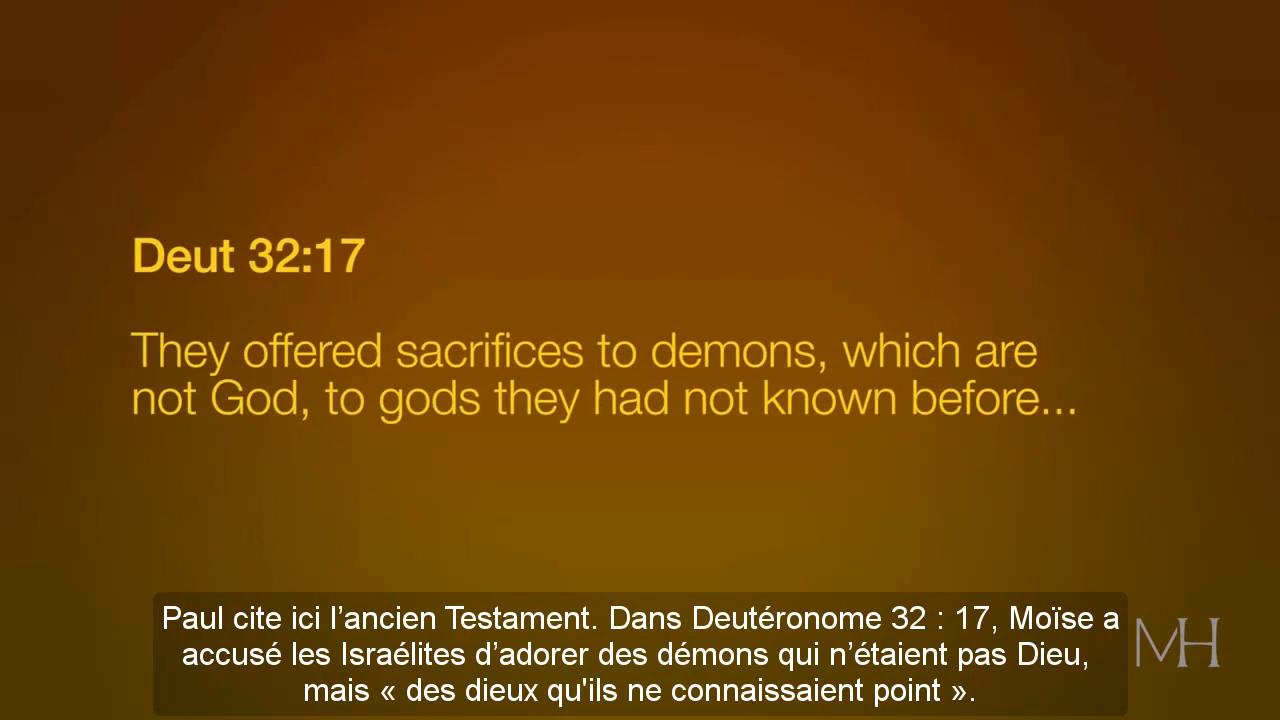 Deut 32:17
They offered sacrifices to demons, which are
not God, to gods they had not known before...
Paul cite ici l’ancien Testament. Dans Deutéronome 32 : 17, Moïse a
accusé les Israélites d’adorer des démons qui n’étaient pas Dieu,
mais « des dieux qu'ils ne connaissaient point ».
MH